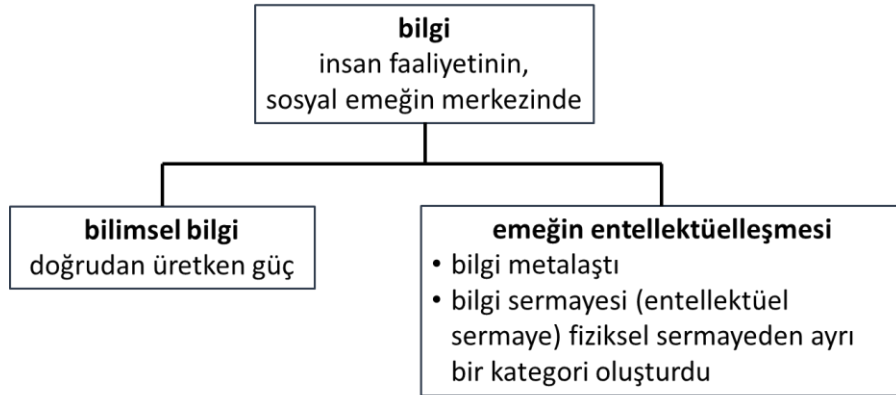 bilgi
insan faaliyetinin,
sosyal emeğin merkezinde
bilimsel bilgi
doğrudan üretken güç
emeğin entellektüelleşmesi
• bilgi metalaştı
• bilgi sermayesi (entellektüel
sermaye) fiziksel sermayeden ayrı
bir kategori oluşturdu